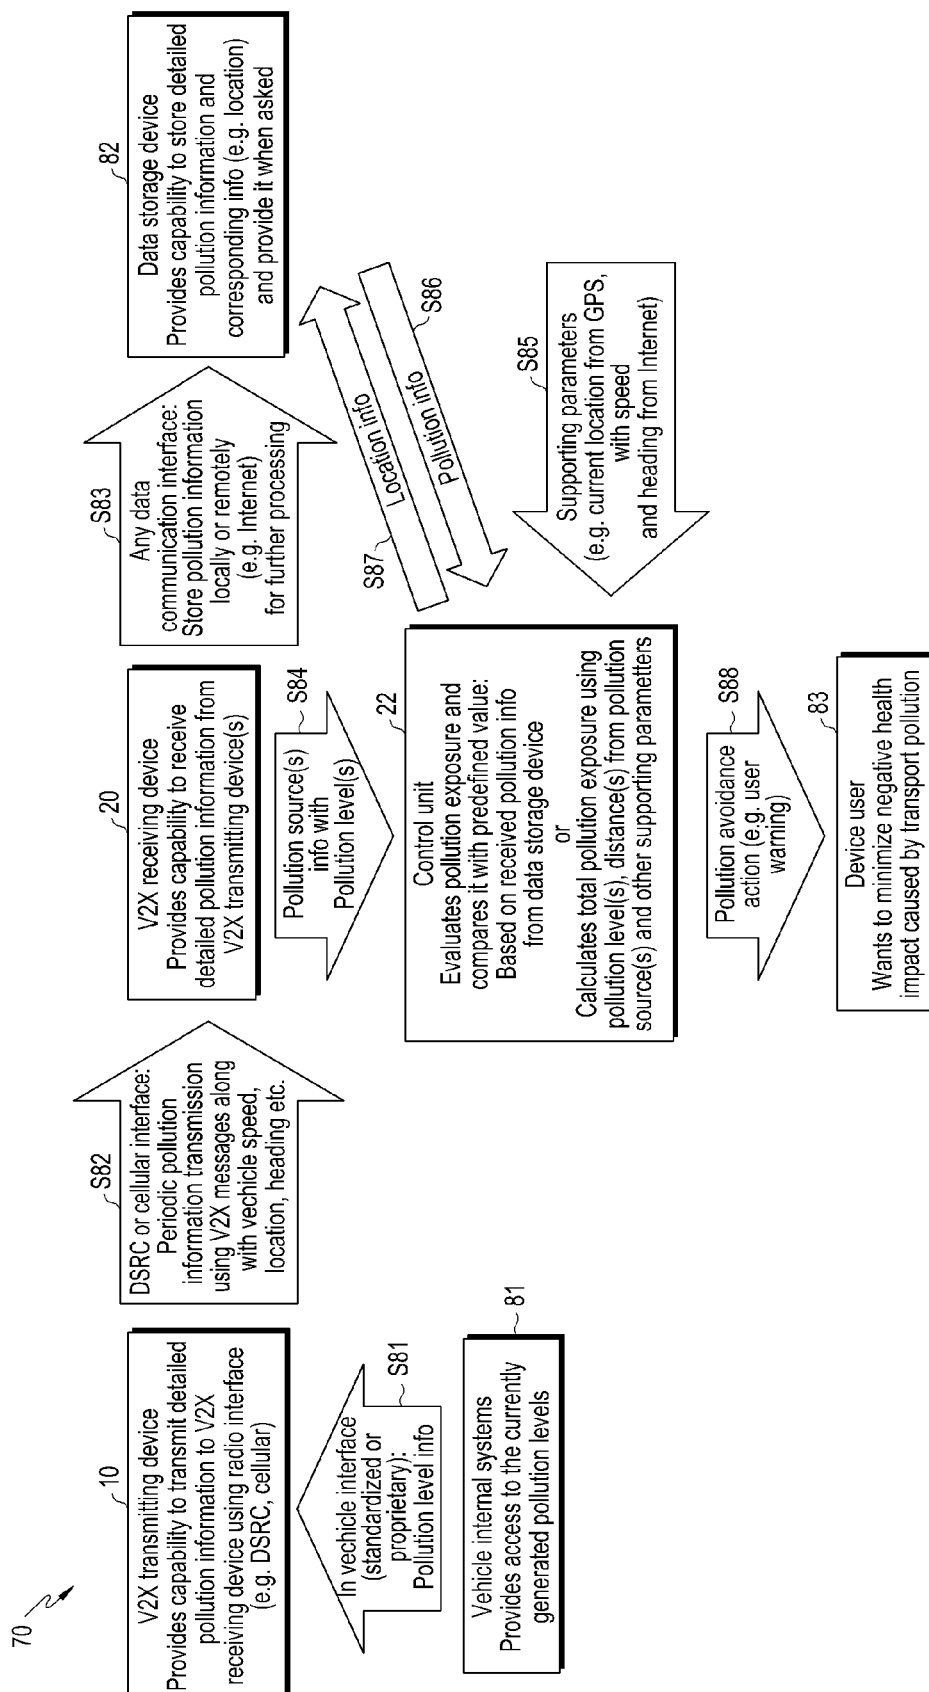 70
10
V2X transmitting device
Provides capability to transmit detailed
pollution information to V2X
receiving device using radio interface
(e.g. DSRC, cellular)
S81
In vechicle interface
(standardized or
proprietary):
Pollution level info
81
Vehicle internal systems
Provides access to the currently
generated pollution levels
S82
DSRC or cellular interface:
Periodic pollution
information transmission
using V2X messages along
with vechicle speed,
location, heading etc.
20
V2X receiving device
Provides capability to receive
detailed pollution information from
V2X transmitting device(s)
S83
Any data
communication interface:
Store pollution information
locally or remotely
(e.g. Internet)
for further processing
82
Data storage device
Provides capability to store detailed
pollution information and
corresponding info (e.g. location)
and provide it when asked
S84
Pollution source(s)
info with
Pollution level(s)
S87
Location info
Pollution info
S86
22
Control unit
Evaluates pollution exposure and
compares it with predefined value:
Based on received pollution info
from data storage device
or
Calculates total pollution exposure using
pollution level(s), distance(s) from pollution
source(s) and other supporting parametters
S85
Supporting parameters
(e.g. current location from GPS,
with speed
and heading from Internet)
S88
Pollution avoidance
action (e.g. user
warning)
83
Device user
Wants to minimize negative health
impact caused by transport pollution